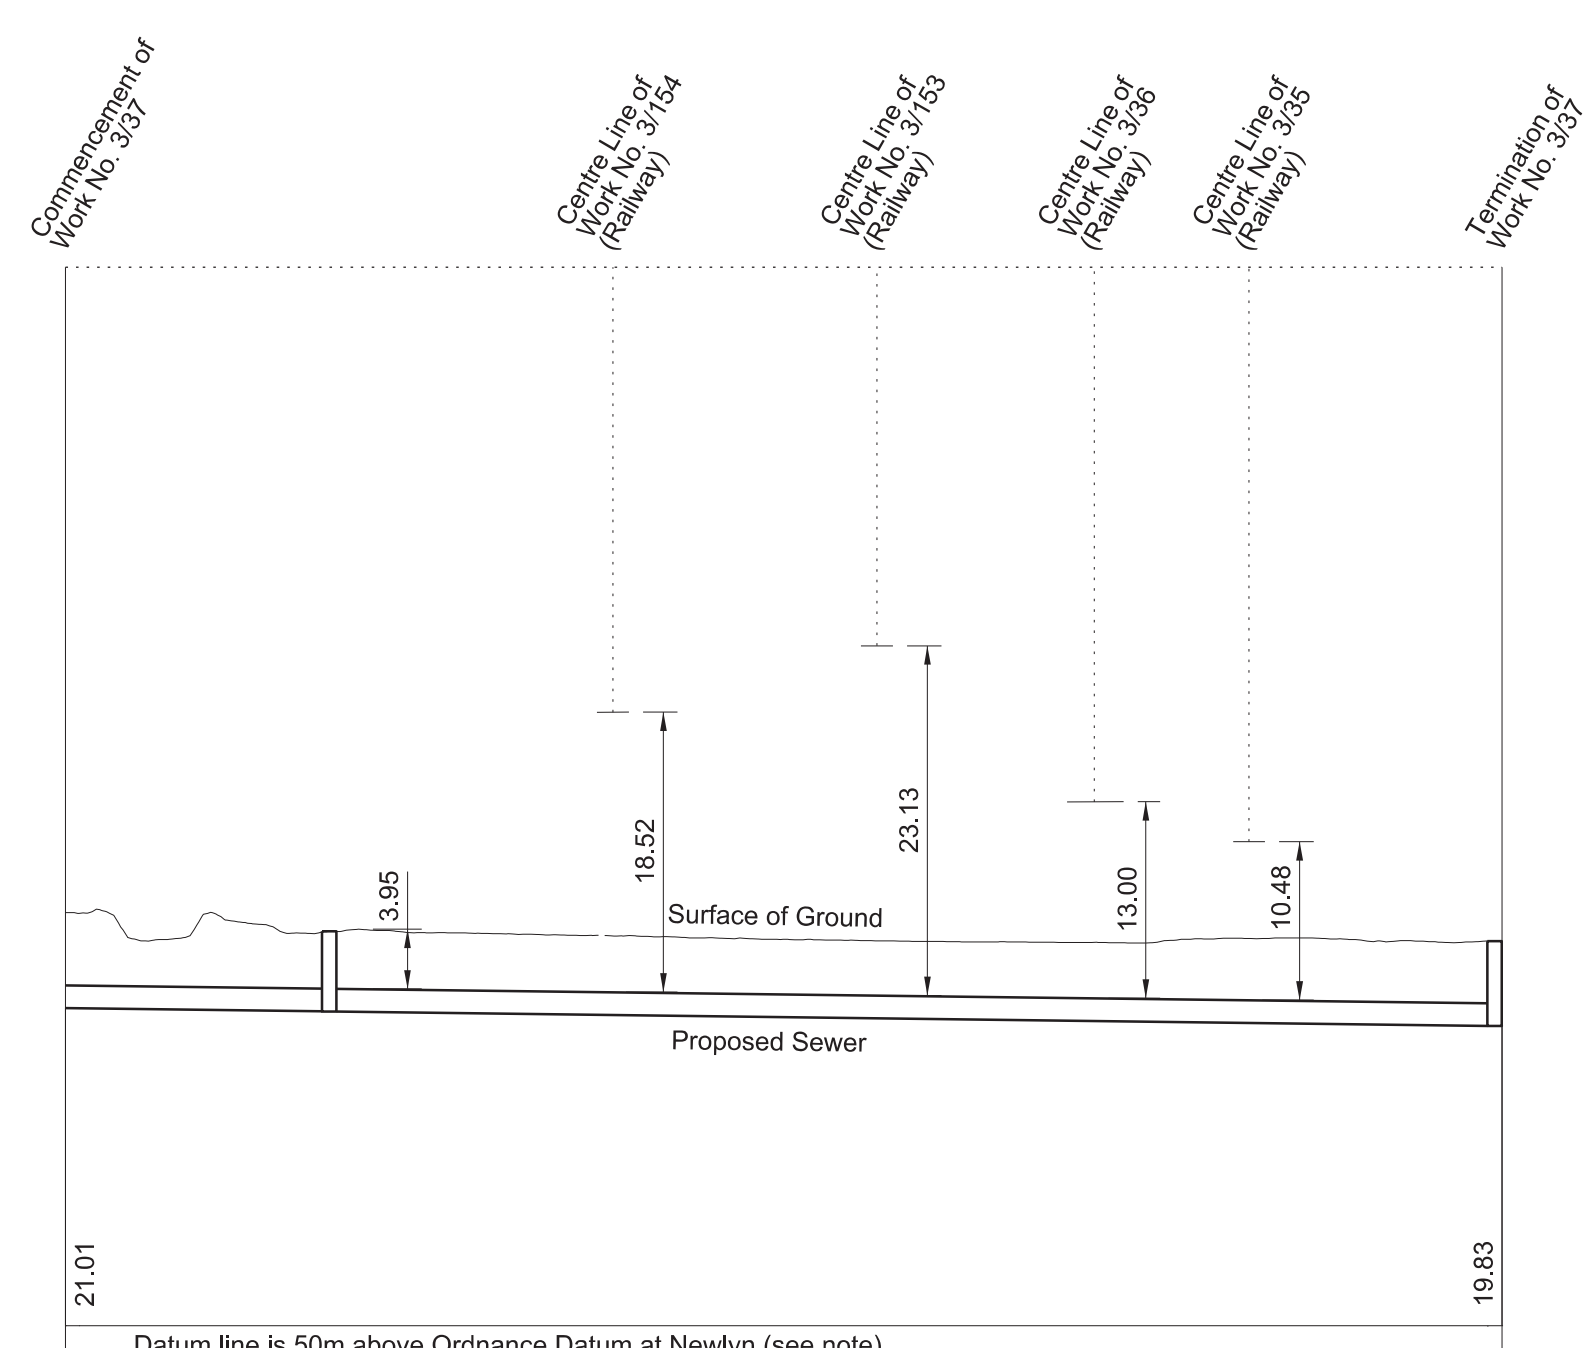 Commencement of
Work No. 3/37
Centre Line of
Work No. 3/154
(Railway)
Centre Line of
Work No. 3/153
(Railway)
Centre Line of
Work No. 3/36
(Railway)
Centre Line of
Work No. 3/35
(Railway)
Termination of
Work No. 3/37
3.95
18.52
23.13
13.00
10.48
Surface of Ground
Proposed Sewer
21.01
19.83
Datum line is 50m above Ordnance Datum at Newlyn (see note)